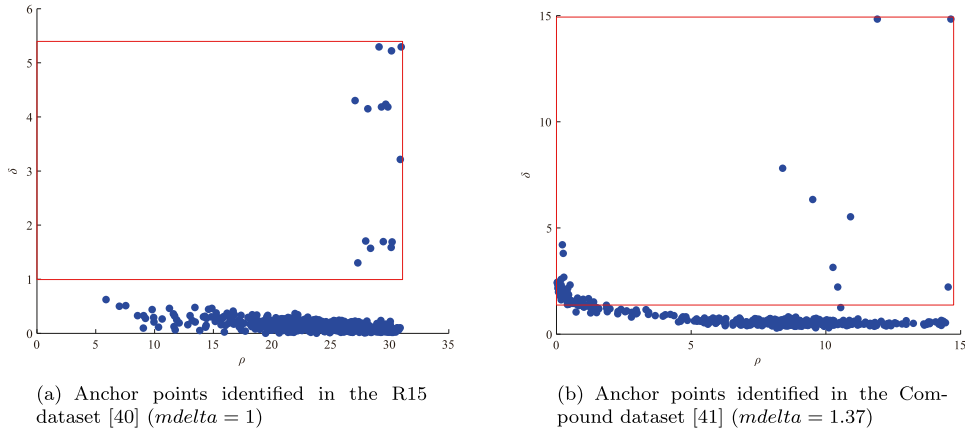 6
5
4
3
2
1
0
δ
0
5
10
15
20
25
30
35
ρ
(a) Anchor points identified in the R15
dataset [40] (mdelta = 1)
15
10
5
0
δ
0
5
10
15
ρ
(b) Anchor points identified in the Com-
pound dataset [41] (mdelta = 1.37)